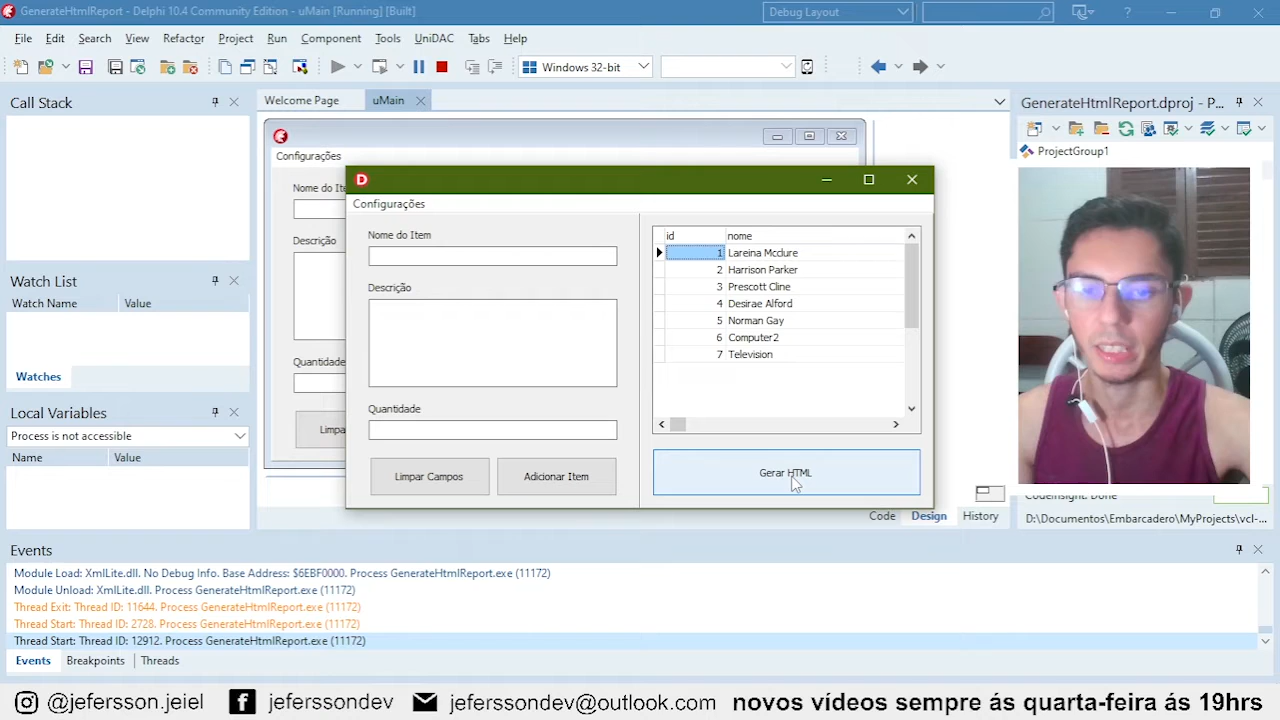 GenerateHtmlReport - Delphi 10.4 Community Edition - uMain [Running] [Built]
Debug Layout
File Edit Search View Refactor Project Run Component Tools UniDAC Tabs Help
Windows 32-bit
Call Stack
Welcome Page
uMain
GenerateHtmlReport.dproj - P...
ProjectGroup1
Configurações
Nome do Ite
Descrição
Quantidade
Limpa
Configurações
Nome do Item
Descrição
Quantidade
Limpar Campos
Adicionar Item
id nome
1 Lareina Mcclure
2 Harrison Parker
3 Prescott Cline
4 Desirae Alford
5 Norman Gay
6 Computer2
7 Television
Gerar HTML
Watch List
Watch Name Value
Watches
Local Variables
Process is not accessible
Name Value
Code Design History
CodeInsight: Done
D:\Documentos\Embarcadero\MyProjects\vcl-...
Events
Module Load: XmlLite.dll. No Debug Info. Base Address: $6EBF0000. Process GenerateHtmlReport.exe (11172)
Module Unload: XmlLite.dll. Process GenerateHtmlReport.exe (11172)
Thread Exit: Thread ID: 11644. Process GenerateHtmlReport.exe (11172)
Thread Start: Thread ID: 2728. Process GenerateHtmlReport.exe (11172)
Thread Start: Thread ID: 12912. Process GenerateHtmlReport.exe (11172)
Events Breakpoints Threads
@jefersson.jeiel jeferssondev jeferssondev@outlook.com novos vídeos sempre ás quarta-feira ás 19hrs